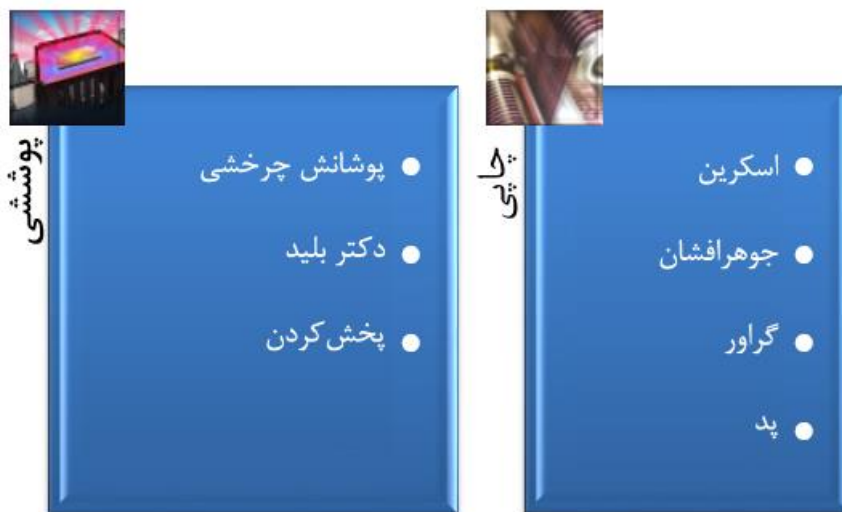 چاپی
اسکرین
جوهرافشان
گراور
پد
پوششی
پوشانش چرخشی
دکتر بلید
پخش‌کردن